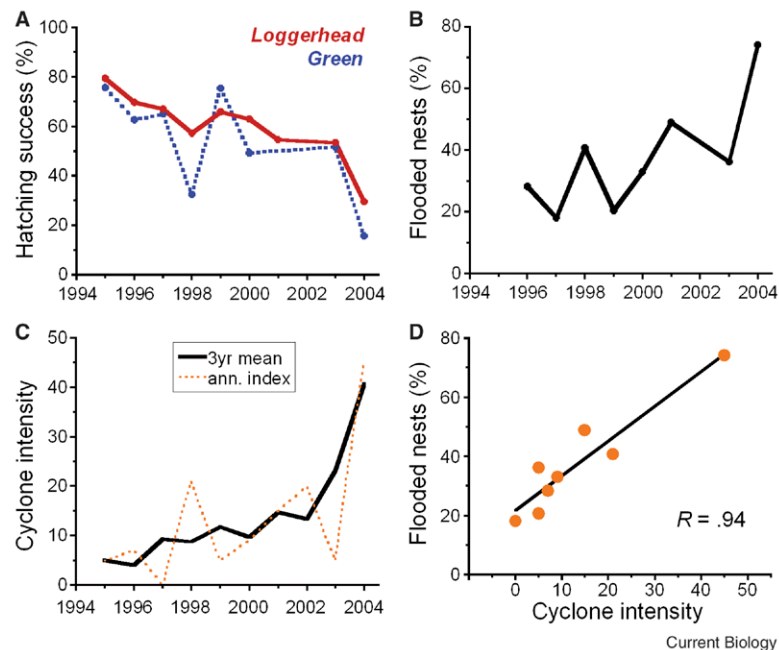 A
Loggerhead
Green
Hatching success (%)
100
80
60
40
20
0
1994 1996 1998 2000 2002 2004
B
Flooded nests (%)
80
60
40
20
0
1994 1996 1998 2000 2002 2004
C
3yr mean
ann. index
Cyclone intensity
50
40
30
20
10
0
1994 1996 1998 2000 2002 2004
D
Flooded nests (%)
80
60
40
20
0
R = .94
0 10 20 30 40 50
Cyclone intensity
Current Biology